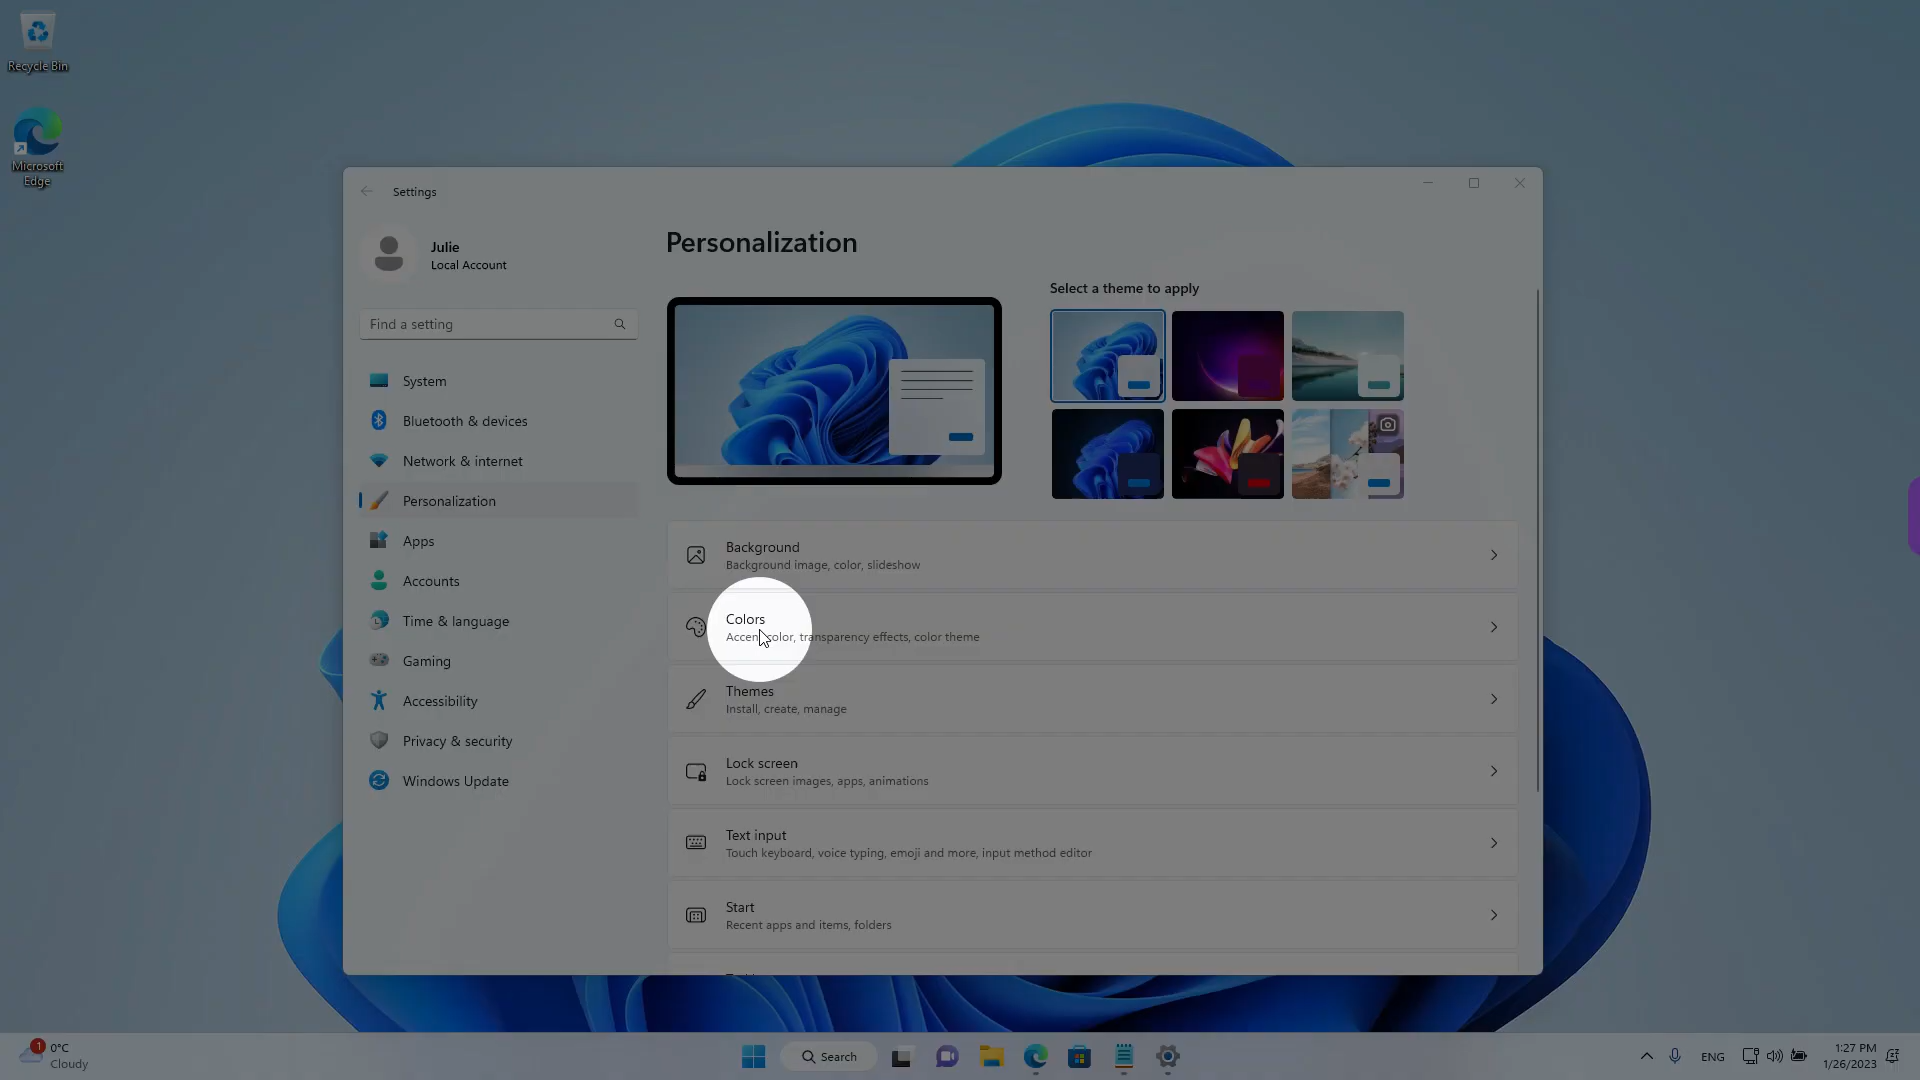 Recycle Bin
Microsoft
Edge
Settings
Julie
Local Account
Find a setting
System
Bluetooth & devices
Network & internet
Personalization
Apps
Accounts
Time & language
Gaming
Accessibility
Privacy & security
Windows Update
Personalization
Select a theme to apply
Background
Background image, color, slideshow
Colors
Accent color, transparency effects, color theme
Themes
Install, create, manage
Lock screen
Lock screen images, apps, animations
Text input
Touch keyboard, voice typing, emoji and more, input method editor
Start
Recent apps and items, folders
1
0°C
Cloudy
Search
ENG
1:27 PM
1/26/2023